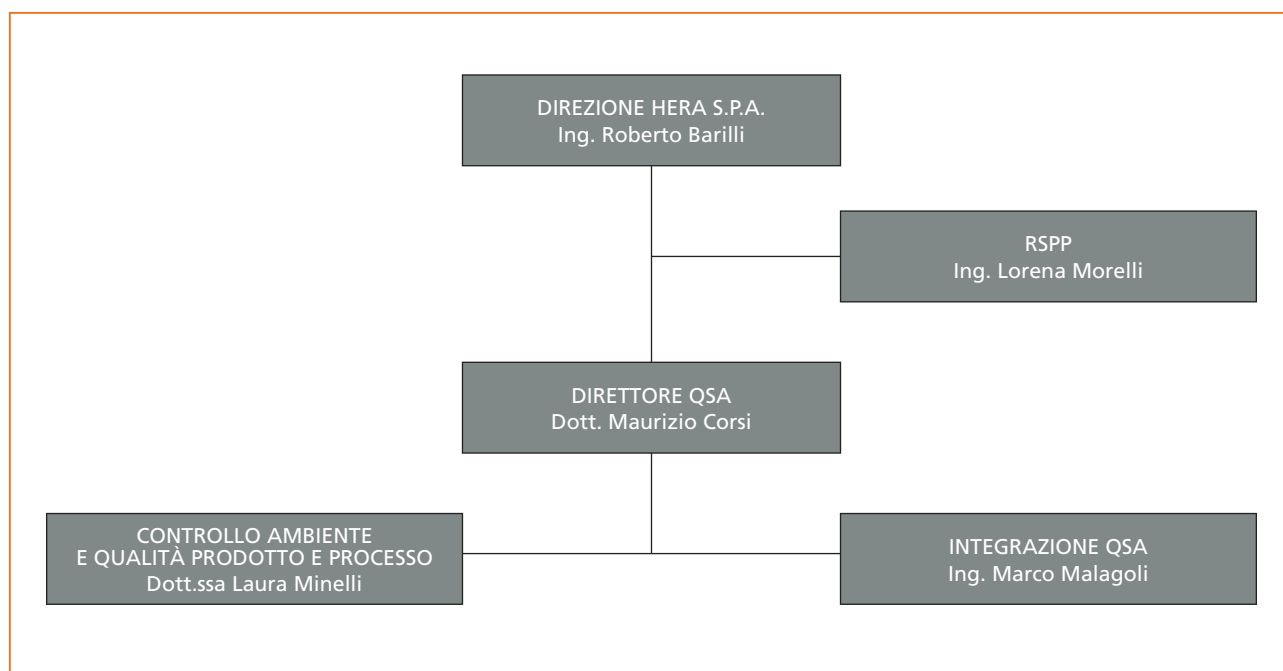 DIREZIONE HERA S.P.A.
Ing. Roberto Barilli
RSPP
Ing. Lorena Morelli
DIRETTORE QSA
Dott. Maurizio Corsi
CONTROLLO AMBIENTE
E QUALITÀ PRODOTTO E PROCESSO
Dott.ssa Laura Minelli
INTEGRAZIONE QSA
Ing. Marco Malagoli